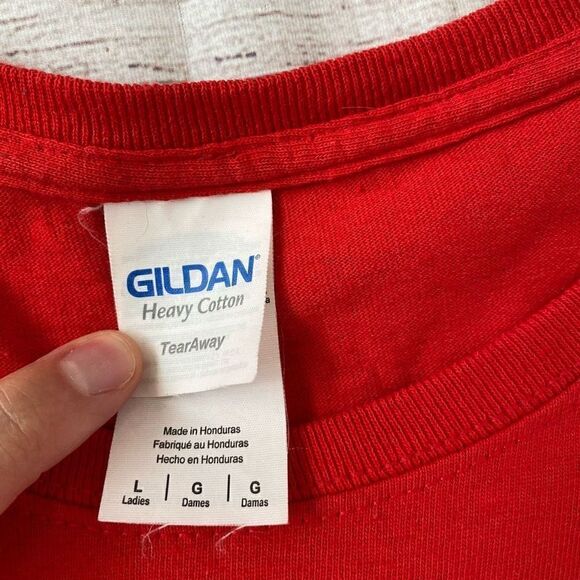 GILDAN®
Heavy Cotton
TearAway
Made in Honduras
Fabriqué au Honduras
Hecho en Honduras
L | G | G
Ladies Dames Damas